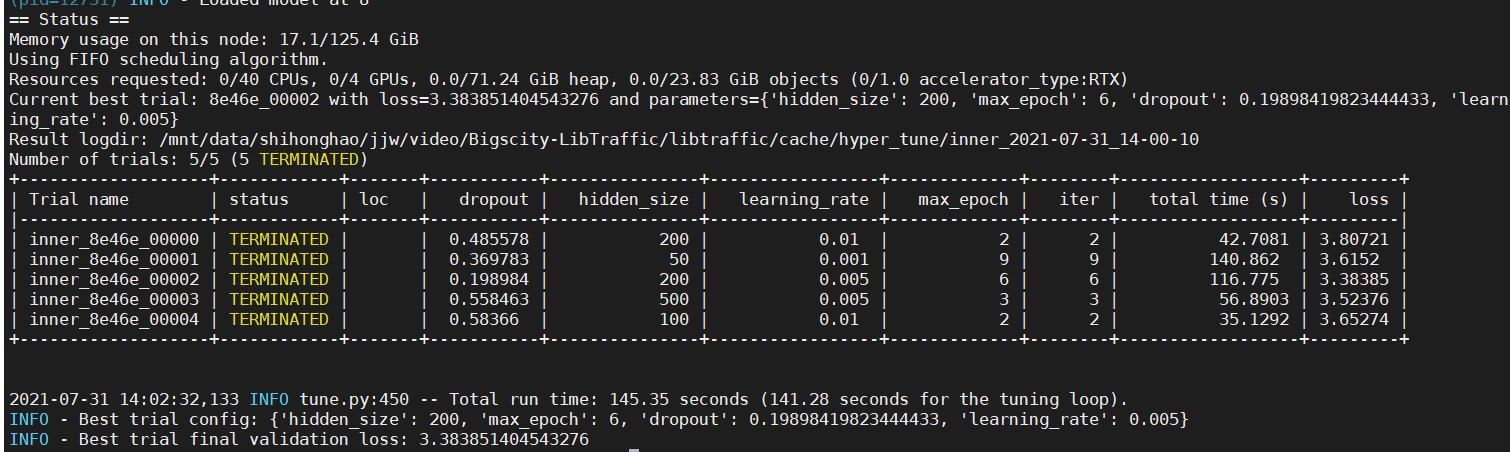 (pid=12731) INFO - Loaded model at 8
== Status ==
Memory usage on this node: 17.1/125.4 GiB
Using FIFO scheduling algorithm.
Resources requested: 0/40 CPUs, 0/4 GPUs, 0.0/71.24 GiB heap, 0.0/23.83 GiB objects (0/1.0 accelerator_type:RTX)
Current best trial: 8e46e_00002 with loss=3.383851404543276 and parameters={'hidden_size': 200, 'max_epoch': 6, 'dropout': 0.19898419823444433, 'learn
ing_rate': 0.005}
Result logdir: /mnt/data/shihonghao/jjw/video/Bigscity-LibTraffic/libtraffic/cache/hyper_tune/inner_2021-07-31_14-00-10
Number of trials: 5/5 (5 TERMINATED)
+--------------------+------------+-------+-----------+---------------+-----------------+-------------+--------+------------------+---------+
| Trial name         | status     | loc   |   dropout |   hidden_size |   learning_rate |   max_epoch |   iter |   total time (s) |    loss |
|--------------------+------------+-------+-----------+---------------+-----------------+-------------+--------+------------------+---------|
| inner_8e46e_00000 | TERMINATED |       |  0.485578 |           200 |           0.01  |           2 |      2 |          42.7081 | 3.80721 |
| inner_8e46e_00001 | TERMINATED |       |  0.369783 |            50 |           0.001 |           9 |      9 |         140.862  | 3.6152  |
| inner_8e46e_00002 | TERMINATED |       |  0.198984 |           200 |           0.005 |           6 |      6 |         116.775  | 3.38385 |
| inner_8e46e_00003 | TERMINATED |       |  0.558463 |           500 |           0.005 |           3 |      3 |          56.8903 | 3.52376 |
| inner_8e46e_00004 | TERMINATED |       |  0.58366  |           100 |           0.01  |           2 |      2 |          35.1292 | 3.65274 |
+--------------------+------------+-------+-----------+---------------+-----------------+-------------+--------+------------------+---------+
2021-07-31 14:02:32,133 INFO tune.py:450 -- Total run time: 145.35 seconds (141.28 seconds for the tuning loop).
INFO - Best trial config: {'hidden_size': 200, 'max_epoch': 6, 'dropout': 0.19898419823444433, 'learning_rate': 0.005}
INFO - Best trial final validation loss: 3.383851404543276